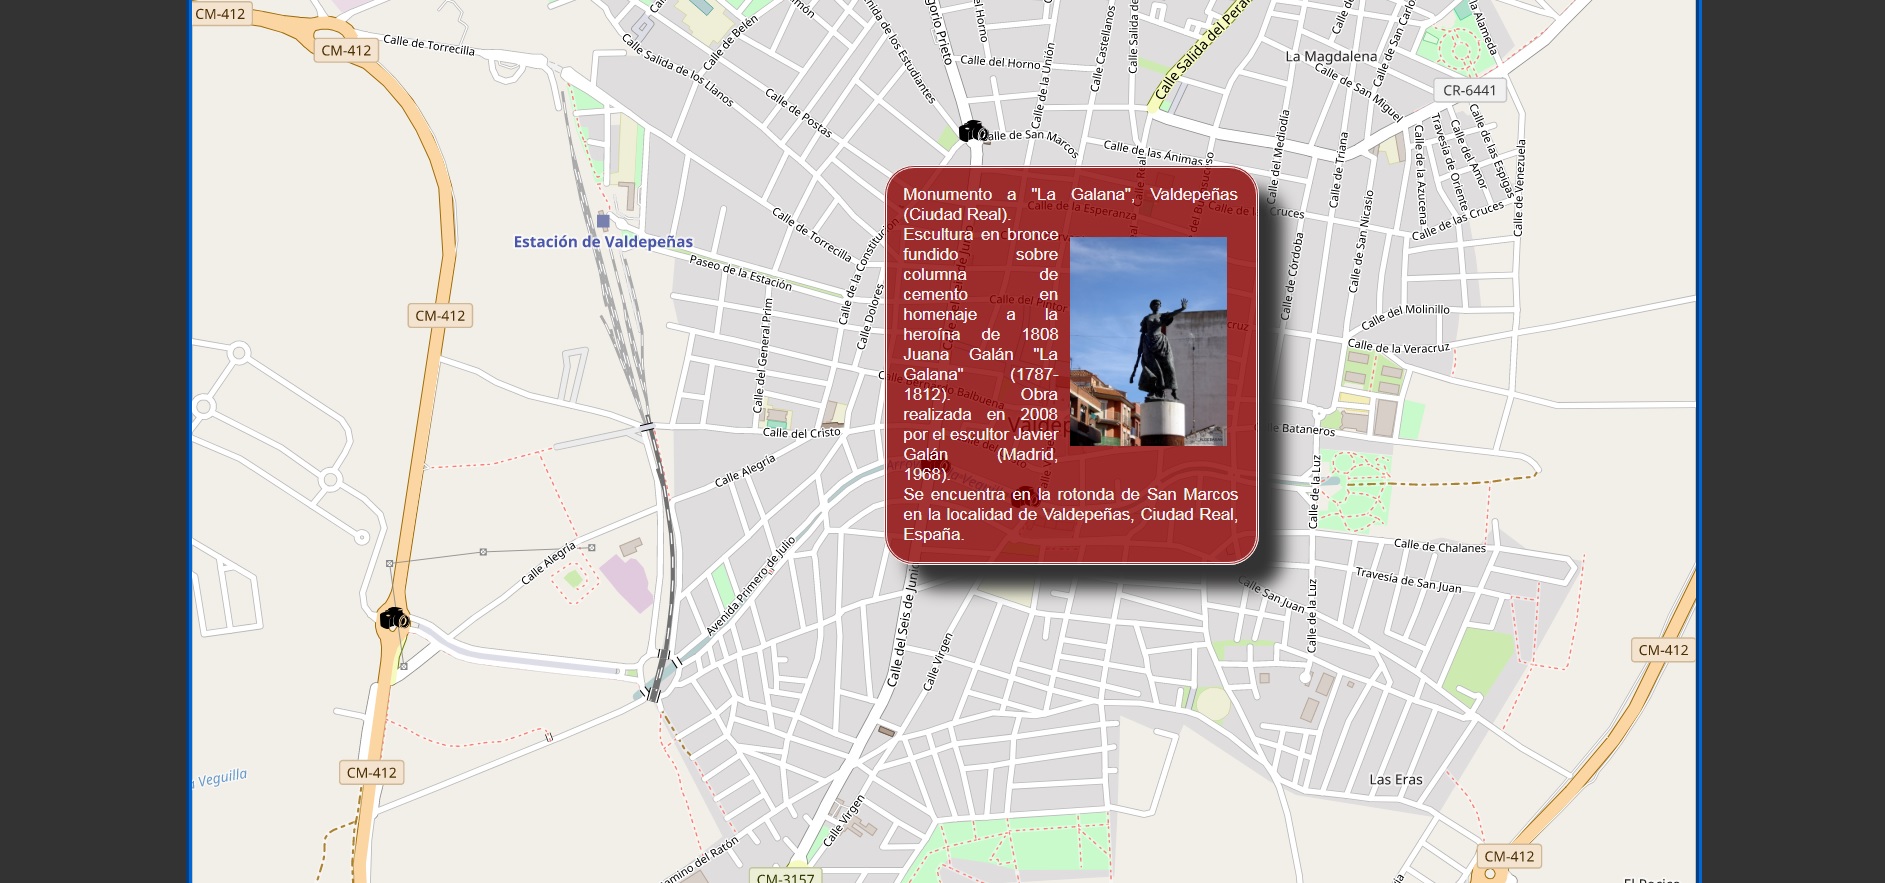 CM-412
CM-412
Calle de Torrecilla
Calle Salida de los Llanos
Calle de Belén
Calle de Postas
Calle del Horno
Calle de la Unión
Calle Castellanos
Calle Salida del Peral
La Magdalena
Calle de San Miguel
CR-6441
la Alameda
Calle de San Marcos
Calle de las Ánimas
Calle del Mediodía
Calle de Triana
Calle de la Azucena
Travesía de Oriente
Calle del Amor
Calle de las Espigas
Calle de Venezuela
Monumento a "La Galana", Valdepeñas
(Ciudad Real).
Escultura en bronce
fundido sobre
columna de
cemento en
homenaje a la
heroína de 1808
Juana Galán "La
Galana" (1787-
1812). Obra
realizada en 2008
por el escultor Javier
Galán (Madrid,
1968).
Se encuentra en la rotonda de San Marcos
en la localidad de Valdepeñas, Ciudad Real,
España.
Estación de Valdepeñas
Calle de Torrecilla
Paseo de la Estación
Calle Dolores
Calle del General Prim
Calle de las Cruces
Calle de San Nicasio
Calle de Córdoba
CM-412
Calle del Molinillo
Calle de la Veracruz
Calle del Cristo
Bataneros
Calle Alegría
Calle de la Luz
Calle Alegría
Avenida Primero de Julio
Calle de Chalanes
Travesía de San Juan
Calle San Juan
Calle de la Luz
Calle del Seis de Junio
Calle Virgen
CM-412
CM-412
Veguilla
Las Eras
Calle Virgen
amino del Ratón
CM-3157
CM-412